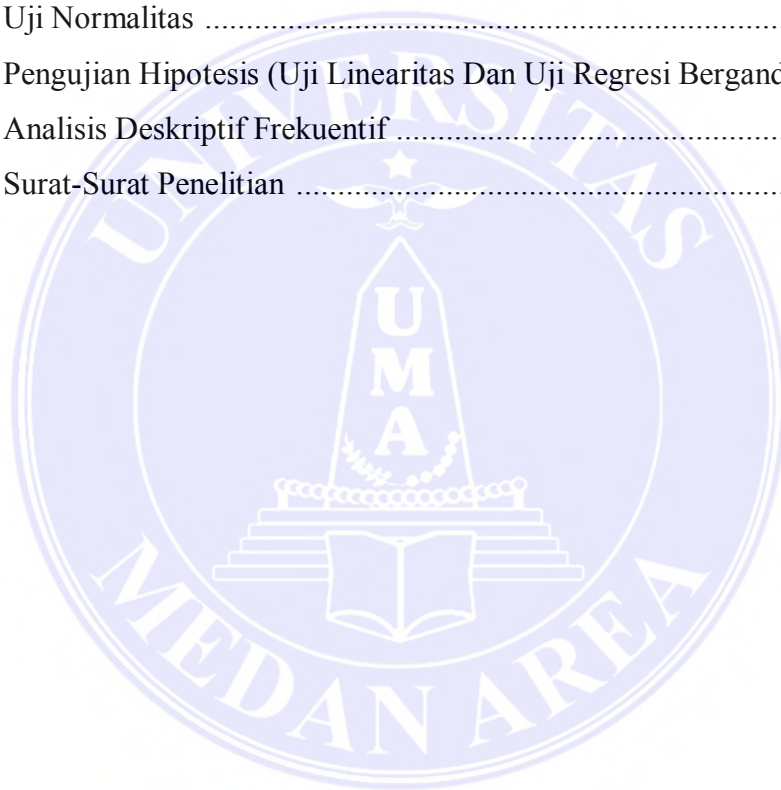 Uji Normalitas ........................................................................
Pengujian Hipotesis (Uji Linearitas Dan Uji Regresi Bergand
Analisis Deskriptif Frekuentif ................................................
Surat-Surat Penelitian ............................................................
UNIVERSITAS
UMA
MEDAN AREA